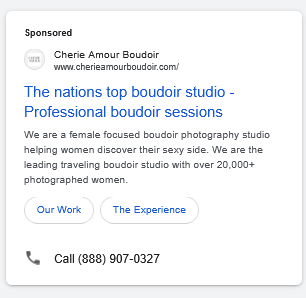 Sponsored
Cherie Amour Boudoir
www.cherieamourboudoir.com/
The nations top boudoir studio -
Professional boudoir sessions
We are a female focused boudoir photography studio
helping women discover their sexy side. We are the
leading traveling boudoir studio with over 20,000+
photographed women.
Our Work
The Experience
Call (888) 907-0327